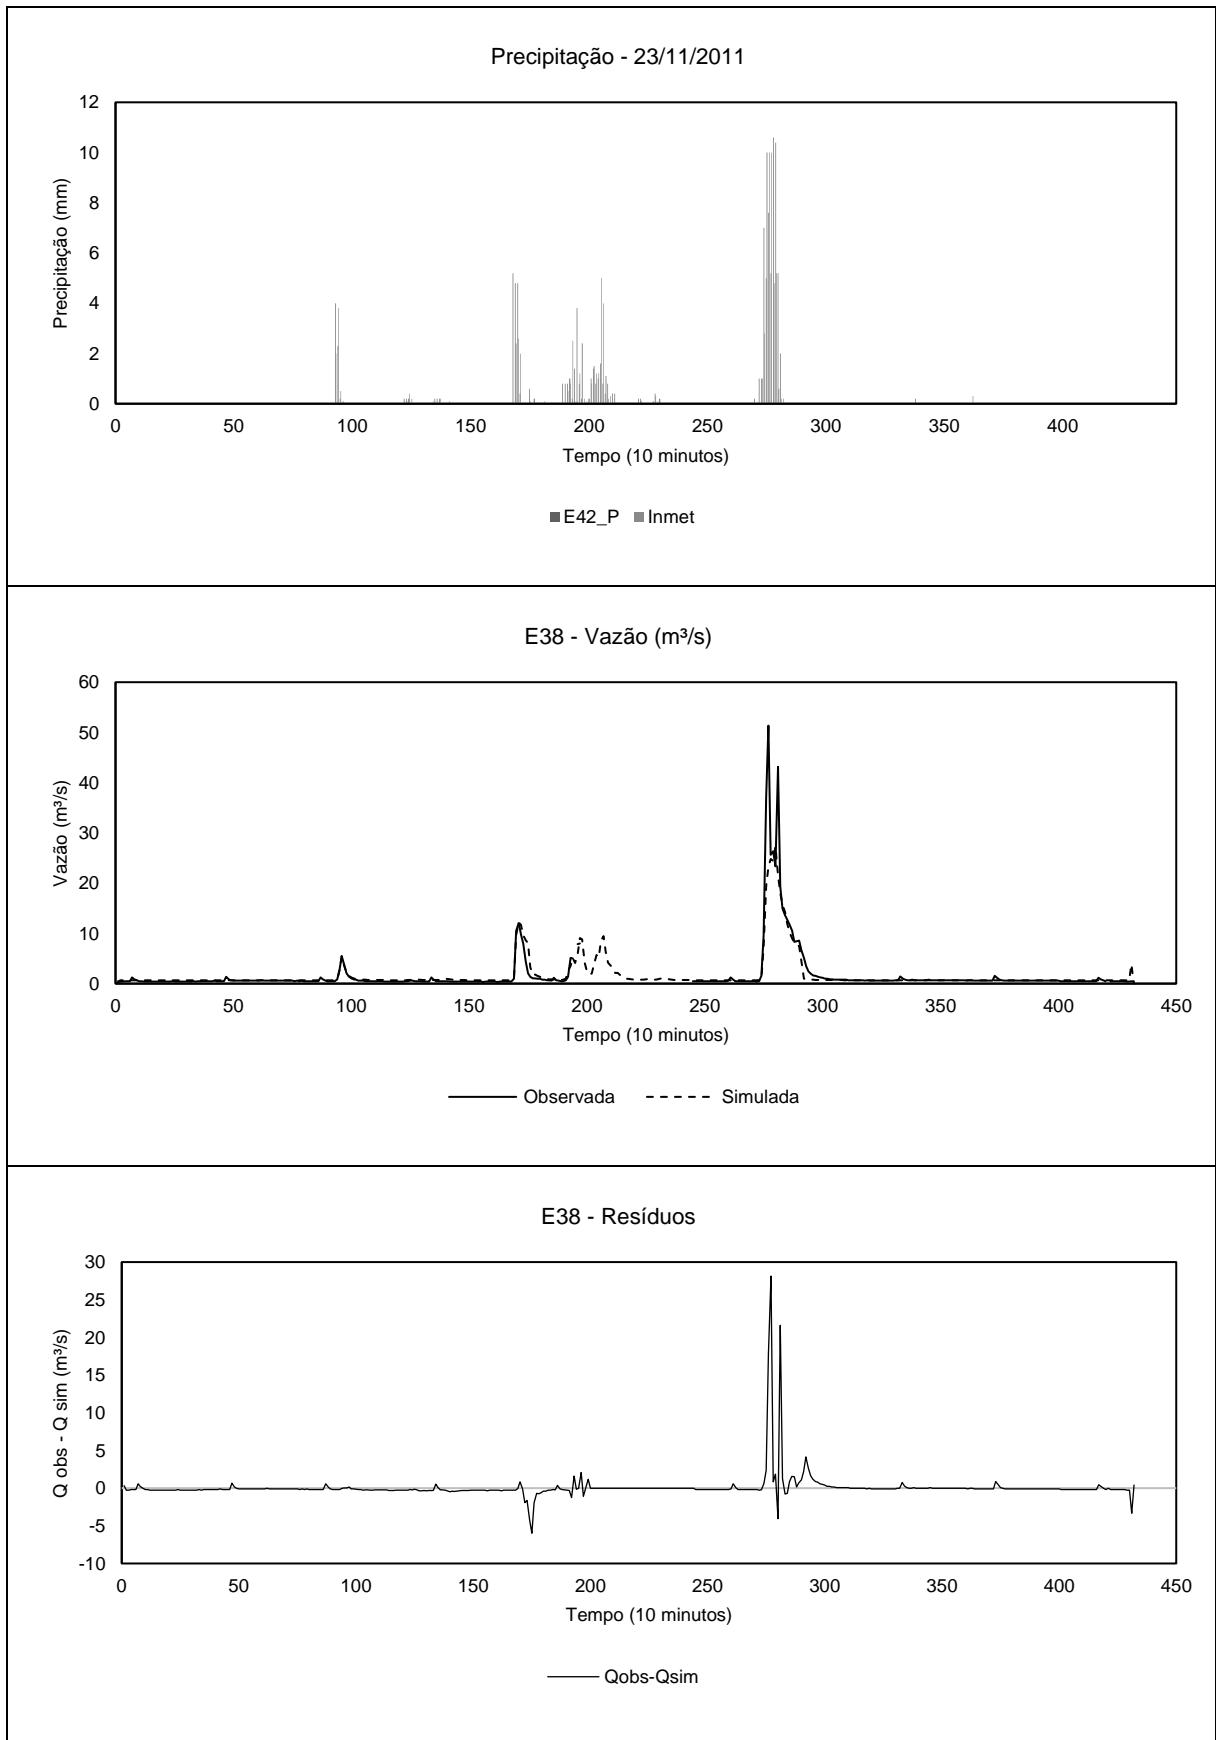 Precipitação - 23/11/2011
12
10
8
6
4
2
0
Precipitação (mm)
0 50 100 150 200 250 300 350 400
Tempo (10 minutos)
E42_P Inmet
E38 - Vazão (m³/s)
60
50
40
30
20
10
0
Vazão (m³/s)
0 50 100 150 200 250 300 350 400 450
Tempo (10 minutos)
Observada Simulada
E38 - Resíduos
30
25
20
15
10
5
0
-5
-10
Q obs - Q sim (m³/s)
0 50 100 150 200 250 300 350 400 450
Tempo (10 minutos)
Qobs-Qsim